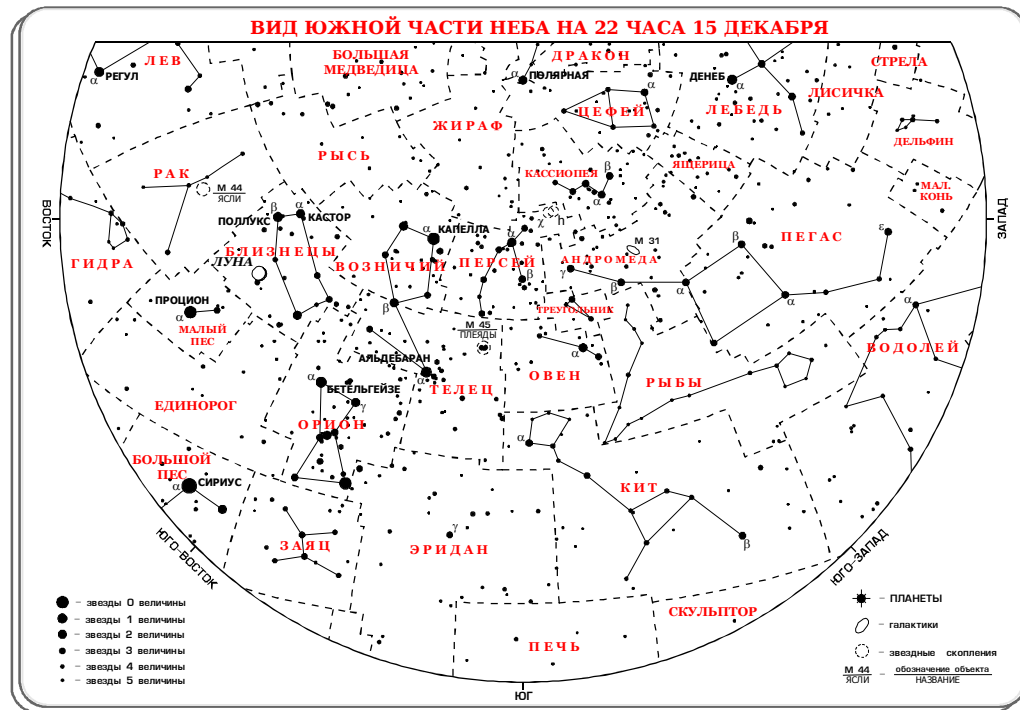 ВИД ЮЖНОЙ ЧАСТИ НЕБА НА 22 ЧАСА 15 ДЕКАБРЯ
ЛЕВ
α РЕГУЛ
БОЛЬШАЯ
МЕДВЕДИЦА
ДРАКОН
α ПОЛЯРНАЯ
ДЕНЕБ
α
СТРЕЛА
ЛИСИЧКА
ЛЕБЕДЬ
ЦЕФЕЙ
α
ЖИРАФ
ДЕЛЬФИН
РЫСЬ
РАК
М 44
ЯСЛИ
КАССИОПЕЯ
β
α
ЯЩЕРИЦА
МАЛ.
КОНЬ
ВОСТОК
ЗАПАД
ПОЛЛУКС
β
α
КАСТОР
α
КАПЕЛЛА
χ
h
М 31
ПЕГАС
ε
β
α
α
ГИДРА
ЛУНА
БЛИЗНЕЦЫ
ВОЗНИЧИЙ
β
ПЕРСЕЙ
α
β
АНДРОМЕДА
γ
β
ПРОЦИОН
α
МАЛЫЙ
ПЕС
М 45
ПЛЕЯДЫ
ТРЕУГОЛЬНИК
α
ВОДОЛЕЙ
АЛЬДЕБАРАН
α
ТЕЛЕЦ
ОВЕН
α
РЫБЫ
α
БЕТЕЛЬГЕЙЗЕ
γ
ЕДИНОРОГ
ОРИОН
α
БОЛЬШОЙ
ПЕС
α
СИРИУС
КИТ
β
ЮГО-ВОСТОК
ЮГО-ЗАПАД
ЗАЯЦ
ЭРИДАН
γ
СКУЛЬПТОР
ПЕЧЬ
ЮГ
– звезды 0 величины
– звезды 1 величины
– звезды 2 величины
– звезды 3 величины
– звезды 4 величины
– звезды 5 величины
– ПЛАНЕТЫ
– галактики
– звездные скопления
М 44
ЯСЛИ
– обозначение объекта
НАЗВАНИЕ